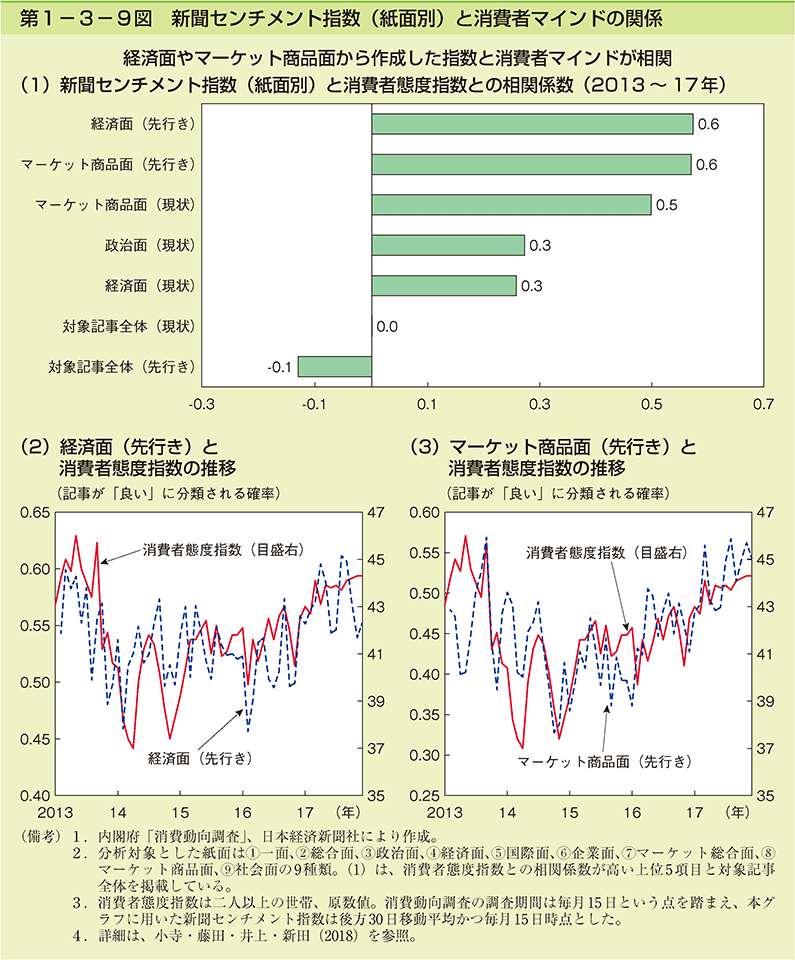 第1－3－9図　新聞センチメント指数（紙面別）と消費者マインドの関係
経済面やマーケット商品面から作成した指数と消費者マインドが相関
（1）新聞センチメント指数（紙面別）と消費者態度指数との相関係数（2013～17年）
経済面（先行き） 0.6
マーケット商品面（先行き） 0.6
マーケット商品面（現状） 0.5
政治面（現状） 0.3
経済面（現状） 0.3
対象記事全体（現状） 0.0
対象記事全体（先行き） -0.1
-0.3 -0.1 0.1 0.3 0.5 0.7
（2）経済面（先行き）と
消費者態度指数の推移
（記事が「良い」に分類される確率）
0.65 47
0.60 45
0.55 43
0.50 41
39
0.45 37
0.40 35
消費者態度指数（目盛右）
経済面（先行き）
2013 14 15 16 17 （年）
（3）マーケット商品面（先行き）と
消費者態度指数の推移
（記事が「良い」に分類される確率）
0.60 47
0.55 45
0.50 43
0.45 41
0.40 39
0.35 37
0.30
0.25 35
消費者態度指数（目盛右）
マーケット商品面（先行き）
2013 14 15 16 17 （年）
（備考）1．内閣府「消費動向調査」、日本経済新聞社により作成。
2．分析対象とした紙面は①一面、②総合面、③政治面、④経済面、⑤国際面、⑥企業面、⑦マーケット総合面、⑧
マーケット商品面、⑨社会面の9種類。（1）は、消費者態度指数との相関係数が高い上位5項目と対象記事
全体を掲載している。
3．消費者態度指数は二人以上の世帯、原数値。消費動向調査の調査期間は毎月15日という点を踏まえ、本グ
ラフに用いた新聞センチメント指数は後方30日移動平均かつ毎月15日時点とした。
4．詳細は、小寺・藤田・井上・新田（2018）を参照。